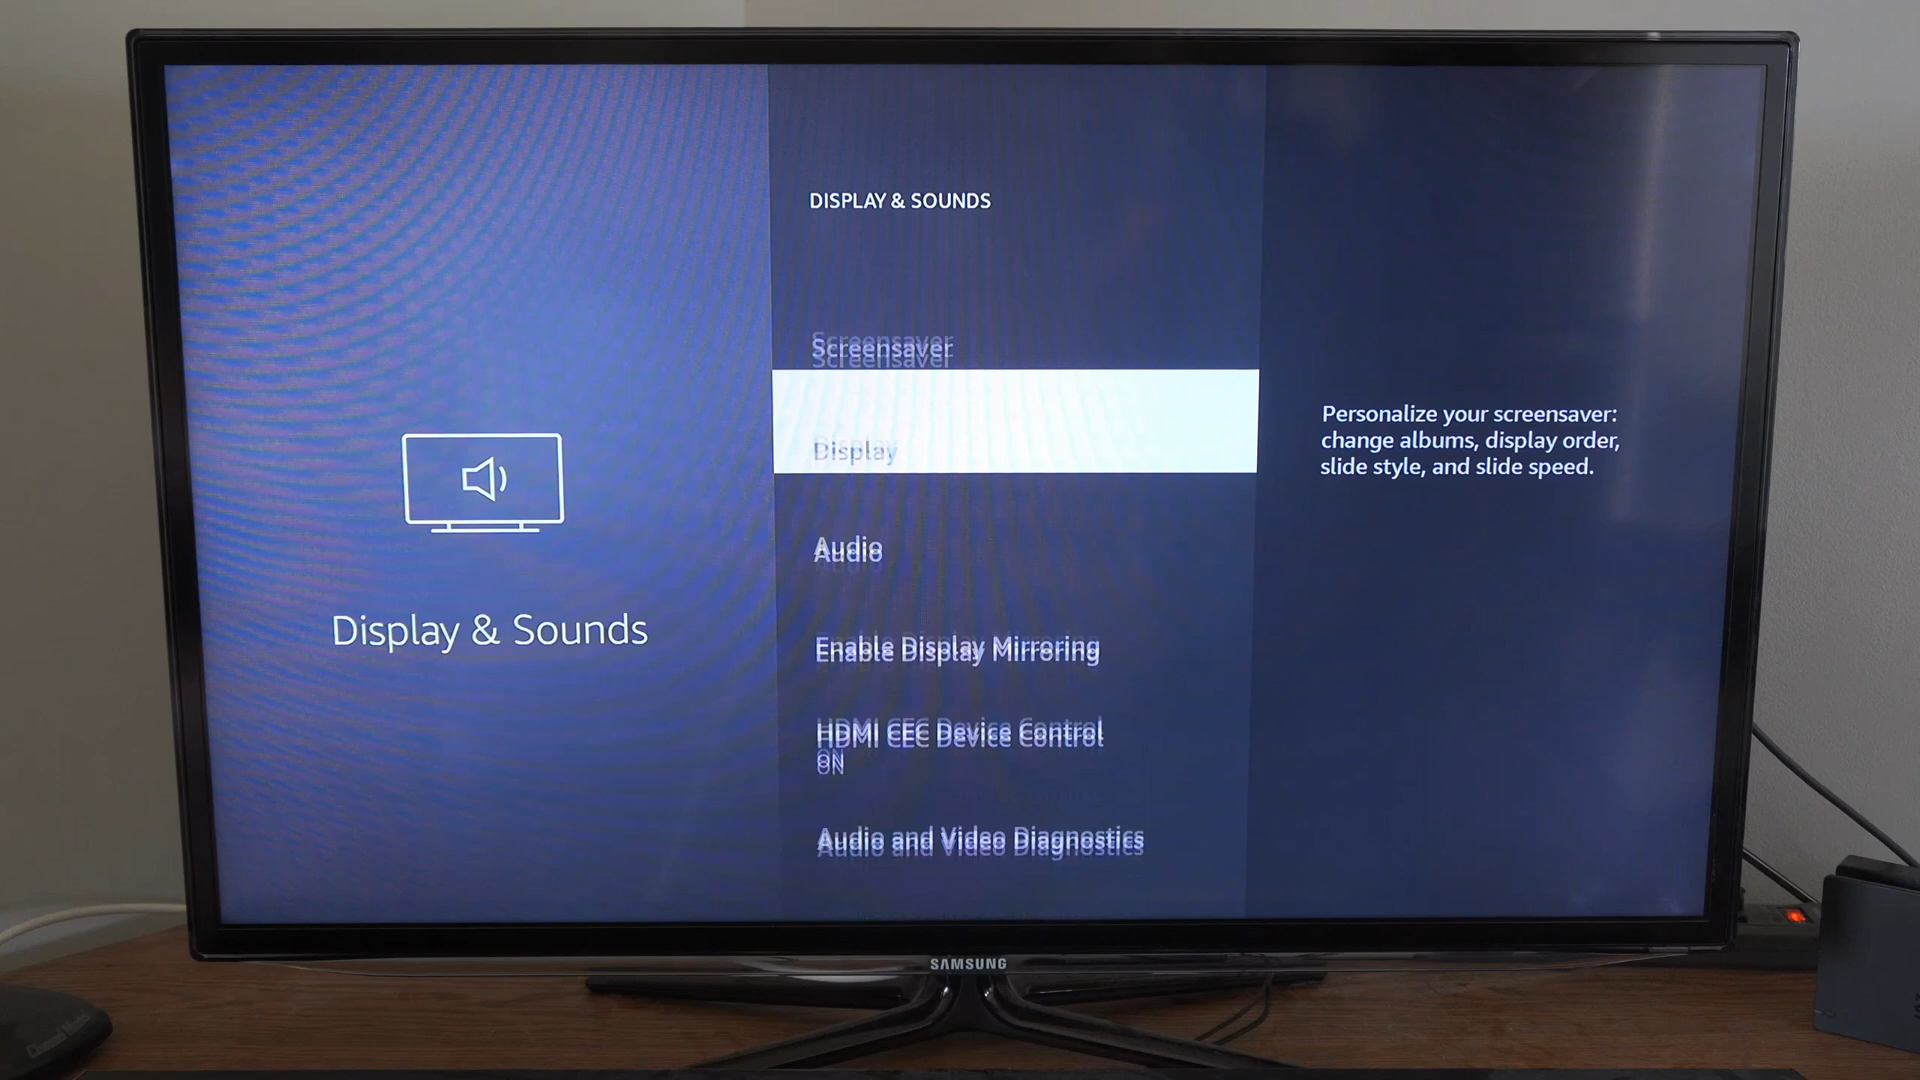 DISPLAY & SOUNDS
Screensaver
Display
Audio
Enable Display Mirroring
HDMI CEC Device Control
ON
Audio and Video Diagnostics
Display & Sounds
Personalize your screensaver:
change albums, display order,
slide style, and slide speed.
SAMSUNG